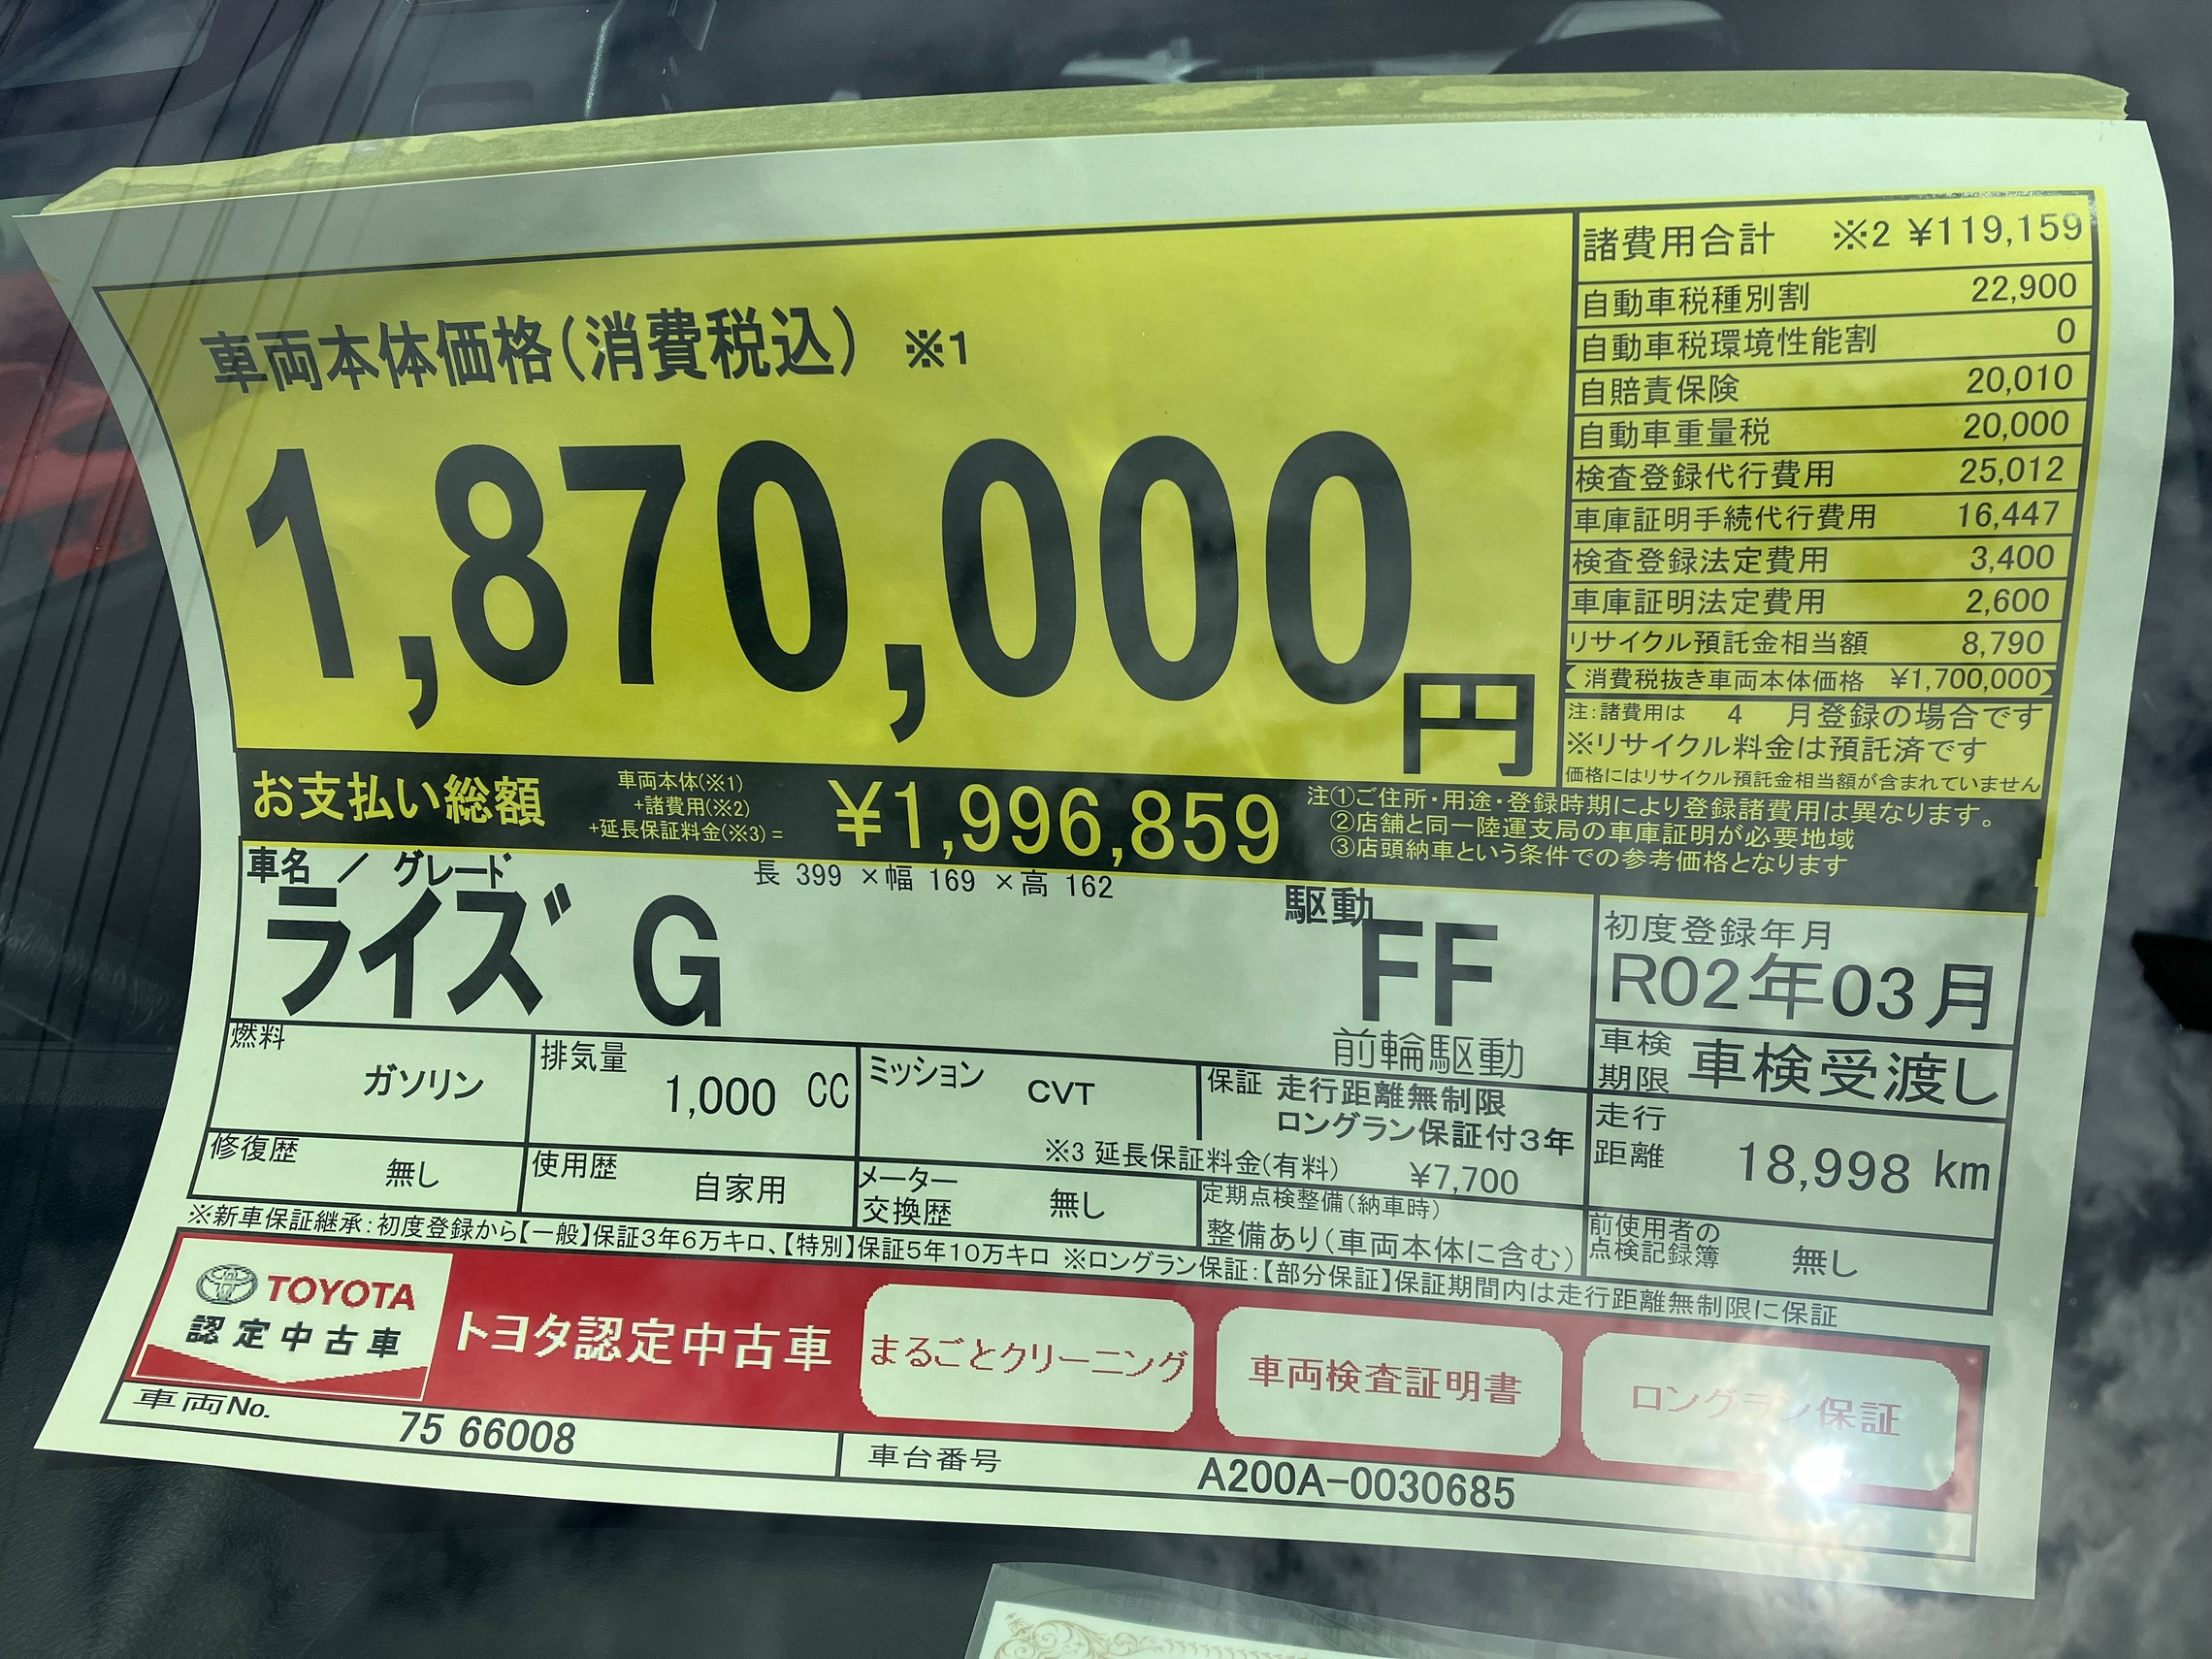 車両本体価格(消費税込) ※1
1,870,000円
諸費用合計 ※2 ¥119,159
自動車税種別割 22,900
自動車税環境性能割 0
自賠責保険 20,010
自動車重量税 20,000
検査登録代行費用 25,012
車庫証明手続代行費用 16,447
検査登録法定費用 3,400
車庫証明法定費用 2,600
リサイクル預託金相当額 8,790
(消費税抜き車両本体価格 ¥1,700,000)
注:諸費用は 4 月登録の場合です
※リサイクル料金は預託済です
価格にはリサイクル預託金相当額が含まれていません
お支払い総額
車両本体(※1)
+諸費用(※2)
+延長保証料金(※3)=
¥1,996,859
注①ご住所・用途・登録時期により登録諸費用は異なります。
②店舗と同一陸運支局の車庫証明が必要地域
③店頭納車という条件での参考価格となります
車名 / グレード
長 399 ×幅 169 ×高 162
ライズ G
駆動
FF
前輪駆動
初度登録年月
R02年03月
車検
期限
車検受渡し
燃料
ガソリン
排気量
1,000 CC
ミッション
CVT
保証 走行距離無制限
ロングラン保証付3年
※3 延長保証料金(有料) ¥7,700
走行
距離
18,998 km
修復歴
無し
使用歴
自家用
メーター
交換歴
無し
定期点検整備(納車時)
整備あり(車両本体に含む)
前使用者の
点検記録簿
無し
※新車保証継承:初度登録から【一般】保証3年6万キロ、【特別】保証5年10万キロ ※ロングラン保証:【部分保証】保証期間内は走行距離無制限に保証
TOYOTA
認定中古車
トヨタ認定中古車
まるごとクリーニング
車両検査証明書
ロングラン保証
車両No.
75 66008
車台番号
A200A-0030685